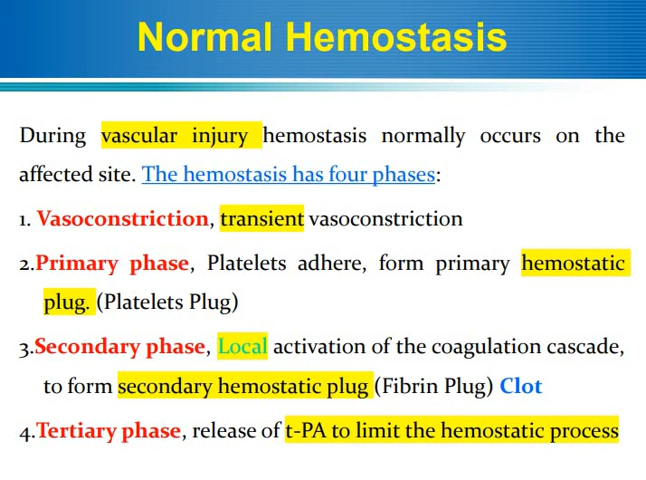 Normal Hemostasis
During vascular injury hemostasis normally occurs on the
affected site. The hemostasis has four phases:
1. Vasoconstriction, transient vasoconstriction
2.Primary phase, Platelets adhere, form primary hemostatic
plug. (Platelets Plug)
3.Secondary phase, Local activation of the coagulation cascade,
to form secondary hemostatic plug (Fibrin Plug) Clot
4.Tertiary phase, release of t-PA to limit the hemostatic process